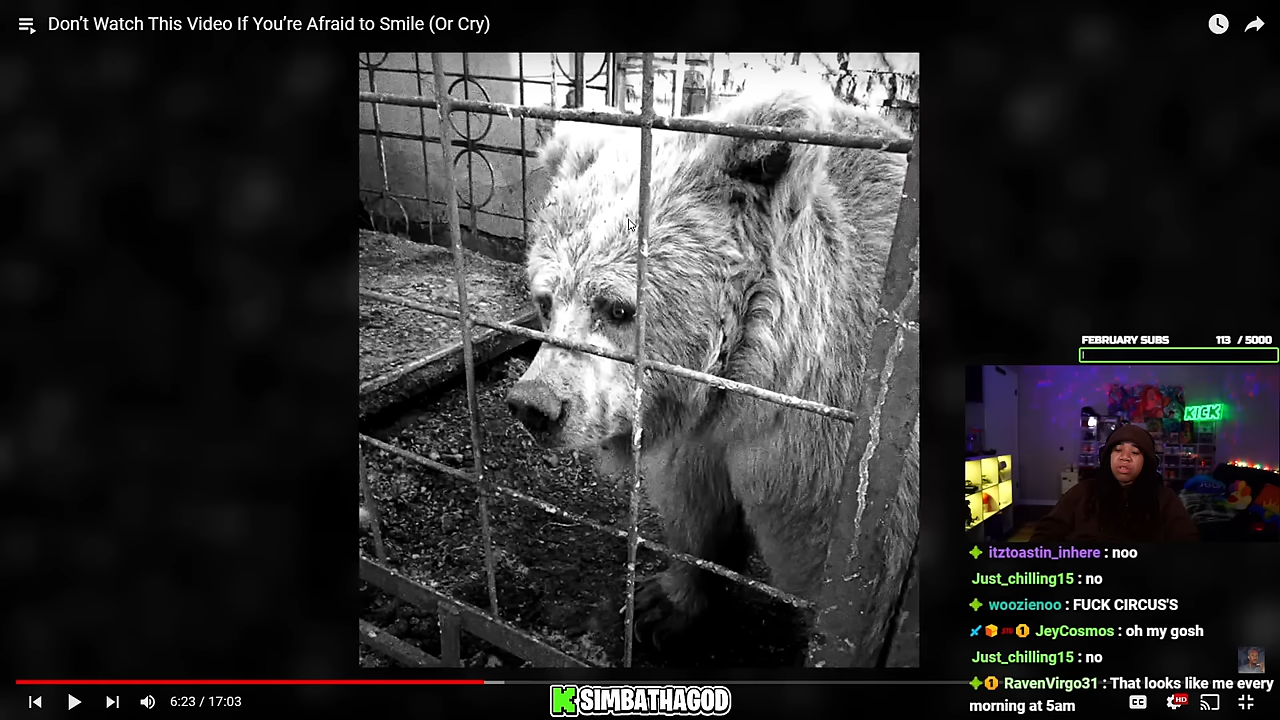 Don’t Watch This Video If You’re Afraid to Smile (Or Cry)
FEBRUARY SUBS 113 / 5000
KICK
itztoastin_inhere : noo
Just_chilling15 : no
woozienoo : FUCK CIRCUS'S
JeyCosmos : oh my gosh
Just_chilling15 : no
RavenVirgo31 : That looks like me every
morning at 5am
6:23 / 17:03
K SIMBATHAGOD
CC
HD